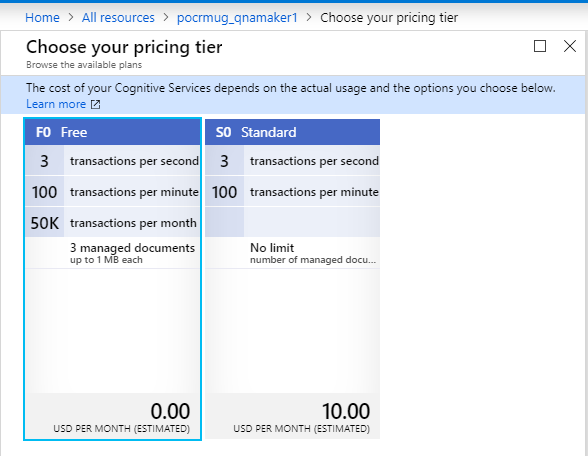 Home > All resources > pocrmug_qnamaker1 > Choose your pricing tier
Choose your pricing tier
Browse the available plans
The cost of your Cognitive Services depends on the actual usage and the options you choose below.
Learn more
F0 Free
3 transactions per second
100 transactions per minute
50K transactions per month
3 managed documents
up to 1 MB each
0.00
USD PER MONTH (ESTIMATED)
S0 Standard
3 transactions per second
100 transactions per minute
No limit
number of managed docu...
10.00
USD PER MONTH (ESTIMATED)